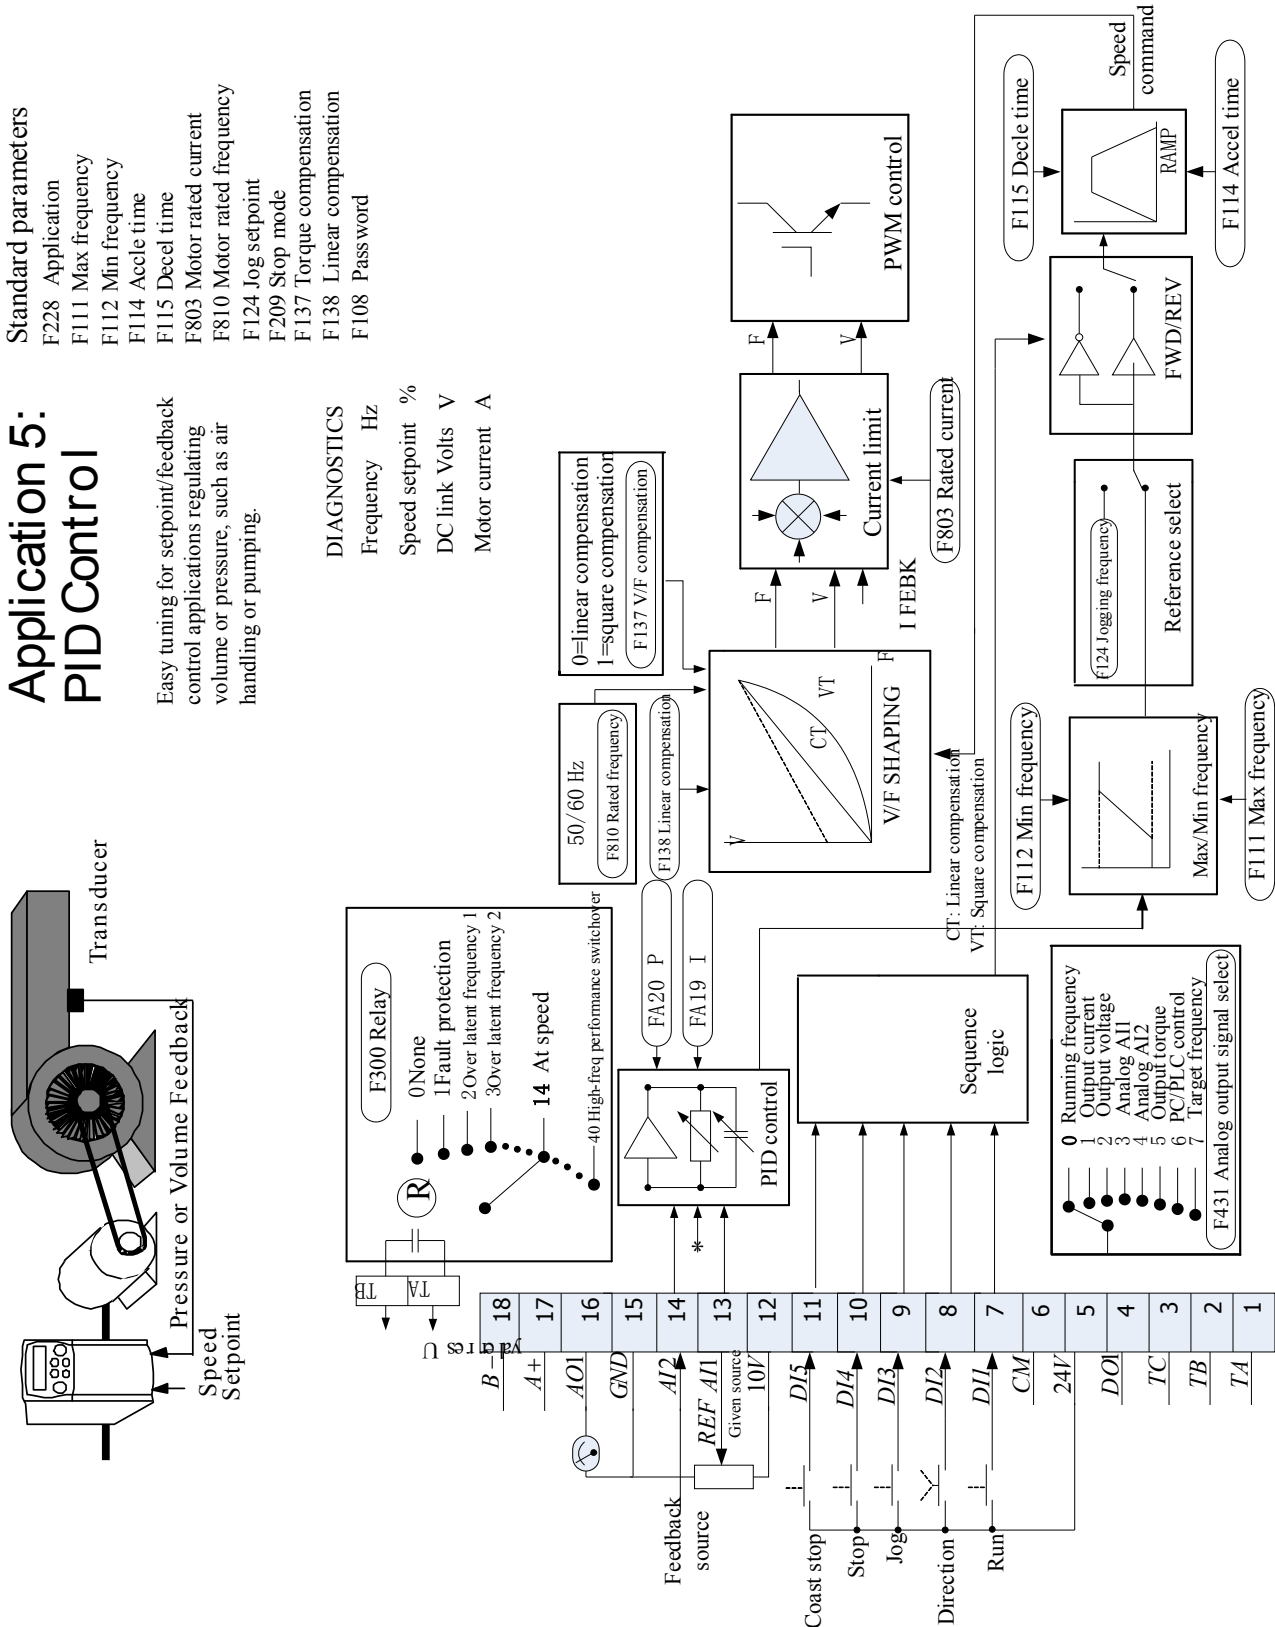 Application 5:
PID Control
Easy tuning for setpoint/feedback
control applications regulating
volume or pressure, such as air
handling or pumping.
Standard parameters
F228 Application
F111 Max frequency
F112 Min frequency
F114 Accle time
F115 Decel time
F803 Motor rated current
F810 Motor rated frequency
F124 Jog setpoint
F209 Stop mode
F137 Torque compensation
F138 Linear compensation
F108 Password
DIAGNOSTICS
Frequency Hz
Speed setpoint %
DC link Volts V
Motor current A
Transducer
Pressure or Volume Feedback
Speed
Setpoint
F300 Relay
0None
1Fault protection
2Over latent frequency 1
3Over latent frequency 2
14 At speed
40 High-freq performance switchover
R
TB
TA
User relay
50/60 Hz
F810 Rated frequency
0=linear compensation
1=square compensation
F137 V/F compensation
F138 Linear compensation
V
CT
VT
F
V/F SHAPING
CT: Linear compensation
VT: Square compensation
F
V
I FEBK
Current limit
F803 Rated current
F
V
PWM control
FA20 P
FA19 I
PID control
*
Sequence
logic
F112 Min frequency
Max/Min frequency
F111 Max frequency
F124 Jogging frequency
Reference select
FWD/REV
F115 Decle time
RAMP
F114 Accel time
Speed
command
0 Running frequency
1 Output current
2 Output voltage
3 Analog AI1
4 Analog AI2
5 Output torque
6 PC/PLC control
7 Target frequency
F431 Analog output signal select
18
17
16
15
14
13
12
11
10
9
8
7
6
5
4
3
2
1
B-
A+
AO1
GND
AI2
REF AI1
Given source
10V
DI5
DI4
DI3
DI2
DI1
CM
24V
DO1
TC
TB
TA
Feedback
source
Coast stop
Stop
Jog
Direction
Run